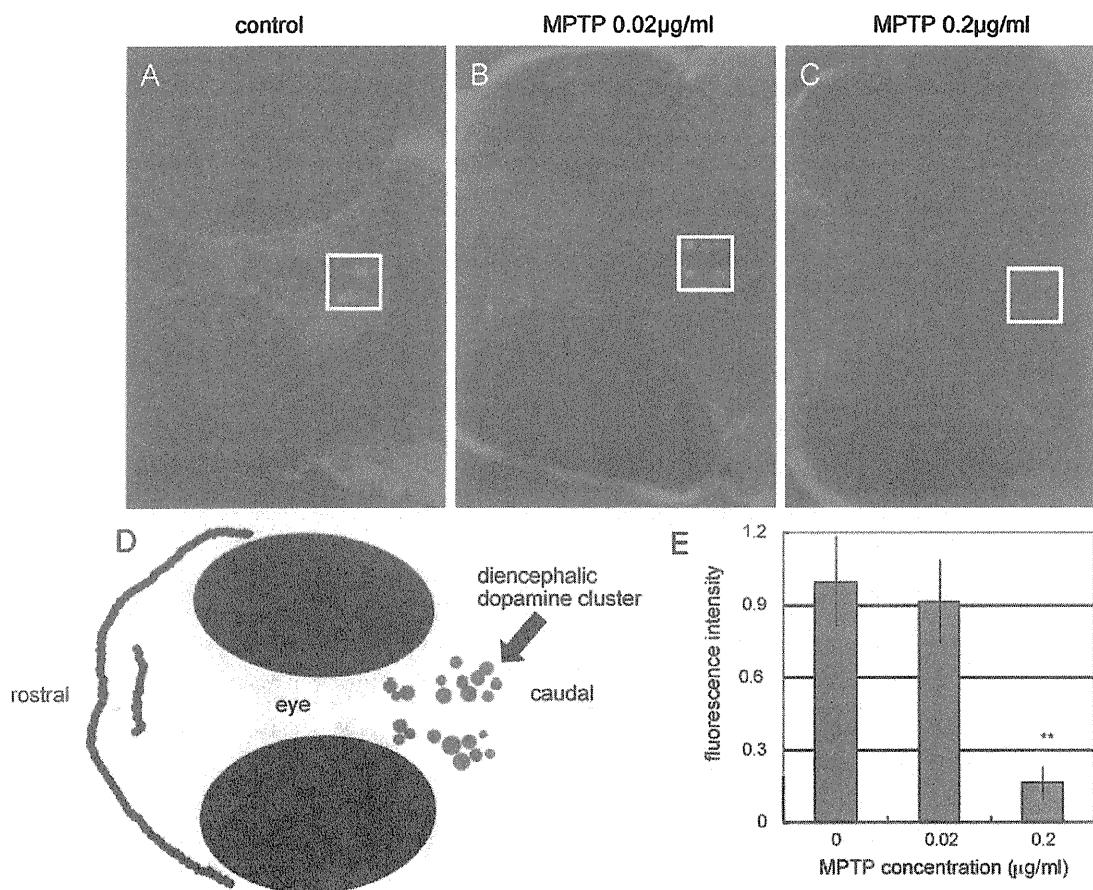 control
MPTP 0.02µg/ml
MPTP 0.2µg/ml
A
B
C
D
diencephalic
dopamine cluster
rostral
eye
caudal
E
fluorescence intensity
1.2
0.9
0.6
0.3
0
**
0
0.02
0.2
MPTP concentration (µg/ml)